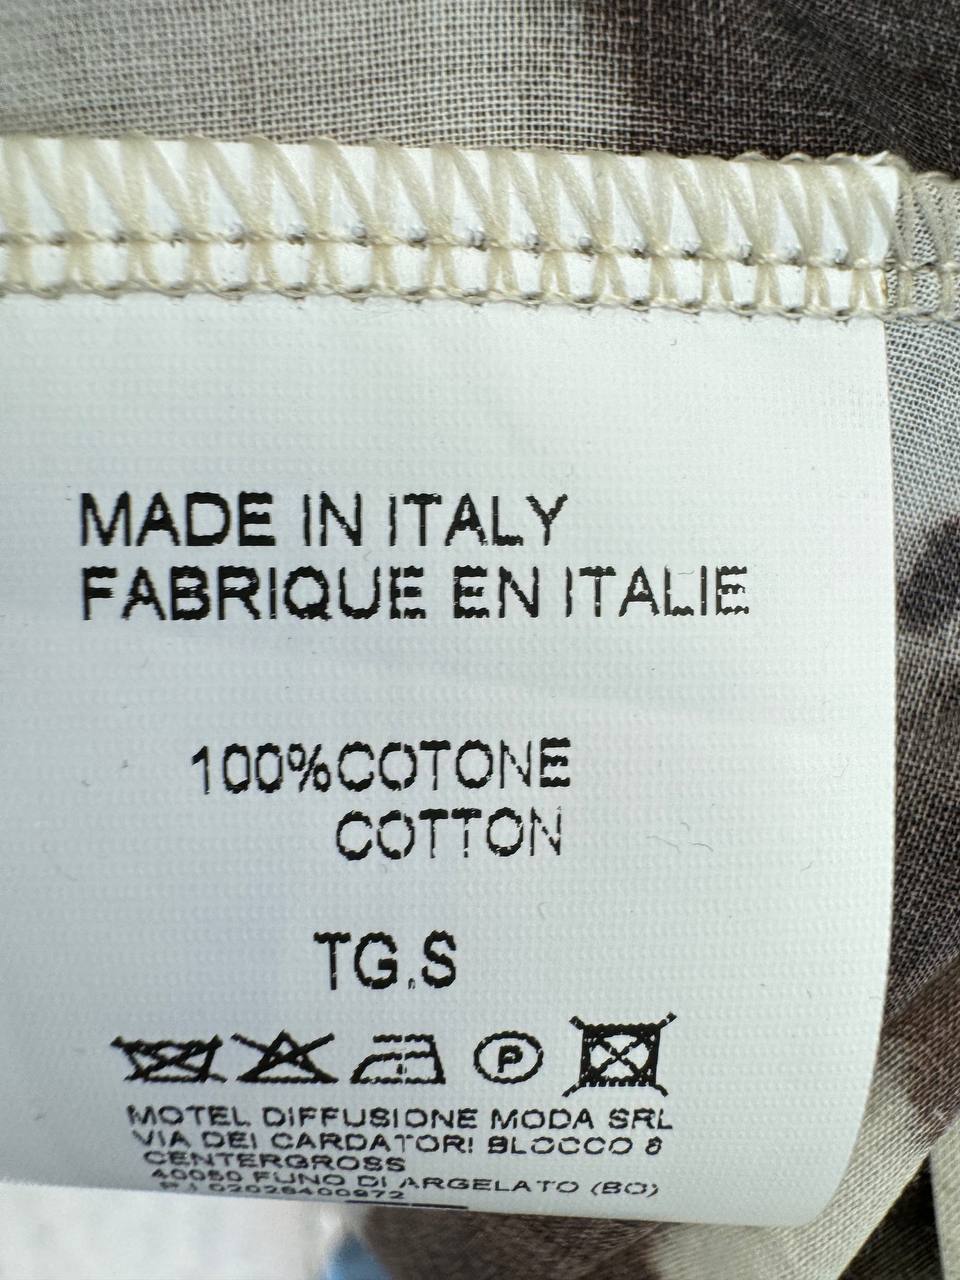 MADE IN ITALY
FABRIQUE EN ITALIE
100%COTONE
COTTON
TG.S
P
MOTEL DIFFUSIONE MODA SRL
VIA DEI CARDATORI BLOCCO 8
CENTERGROSS
40050 FUNO DI ARGELATO (BO)